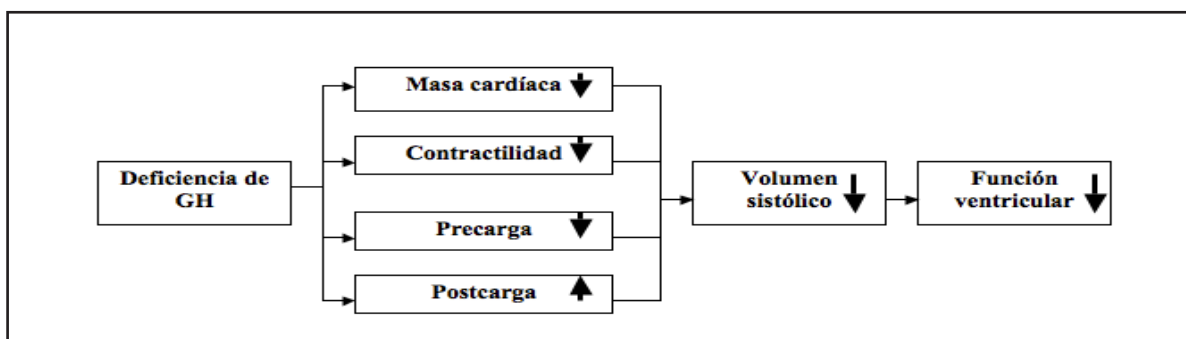 Deficiencia de
GH
Masa cardíaca
Contractilidad
Precarga
Postcarga
Volumen
sistólico
Función
ventricular